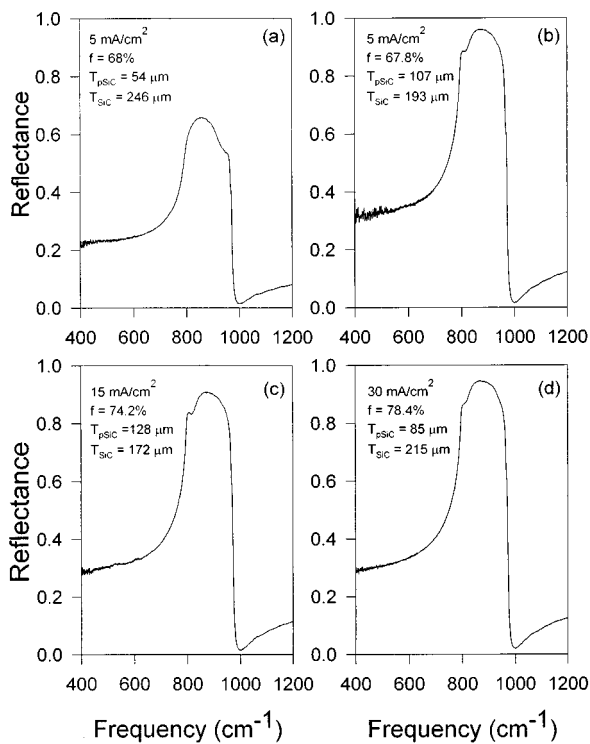 (a)
5 mA/cm²
f = 68%
TpSiC = 54 μm
TSiC = 246 μm
(b)
5 mA/cm²
f = 67.8%
TpSiC = 107 μm
TSiC = 193 μm
Reflectance
1.0
0.8
0.6
0.4
0.2
0.0
400 600 800 1000 1200
1.0
0.8
0.6
0.4
0.2
0.0
400 600 800 1000 1200
(c)
15 mA/cm²
f = 74.2%
TpSiC =128 μm
TSiC = 172 μm
(d)
30 mA/cm²
f = 78.4%
TpSiC = 85 μm
TSiC = 215 μm
Reflectance
1.0
0.8
0.6
0.4
0.2
0.0
400 600 800 1000 1200
1.0
0.8
0.6
0.4
0.2
0.0
400 600 800 1000 1200
Frequency (cm⁻¹)
Frequency (cm⁻¹)